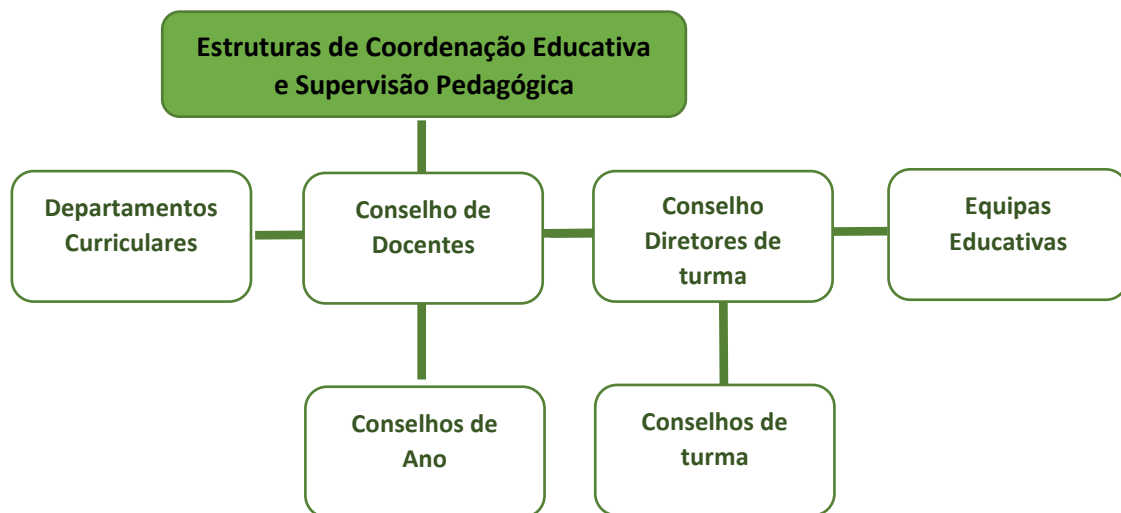 Estruturas de Coordenação Educativa
e Supervisão Pedagógica
Departamentos
Curriculares
Conselho de
Docentes
Conselho
Diretores de
turma
Equipas
Educativas
Conselhos de
Ano
Conselhos de
turma